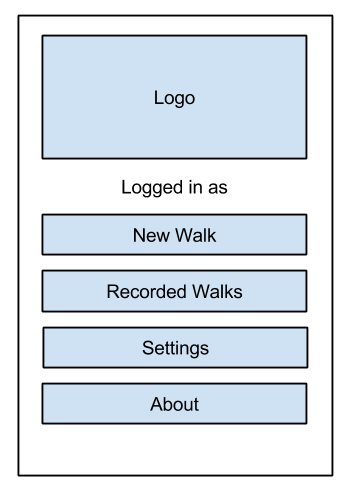 Logo
Logged in as
New Walk
Recorded Walks
Settings
About